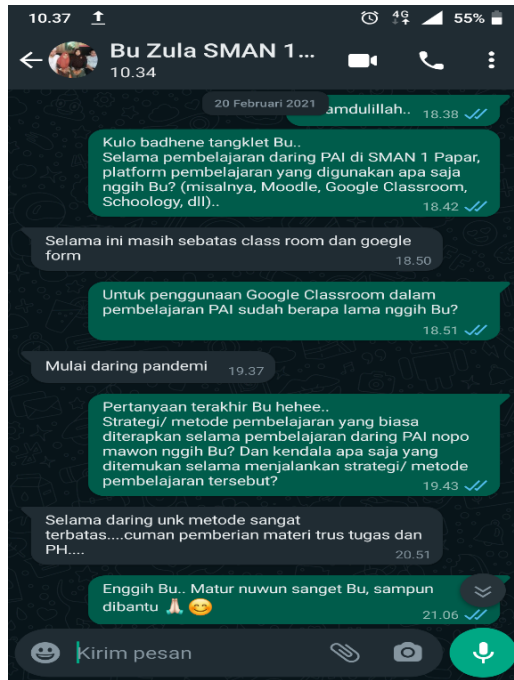 10.37
4G
55%
Bu Zula SMAN 1...
10.34
20 Februari 2021
amdulillah..
18.38
Kulo badhene tangklet Bu..
Selama pembelajaran daring PAI di SMAN 1 Papar,
platform pembelajaran yang digunakan apa saja
nggih Bu? (misalnya, Moodle, Google Classroom,
Schoology, dll)..
18.42
Selama ini masih sebatas class room dan goegle
form
18.50
Untuk penggunaan Google Classroom dalam
pembelajaran PAI sudah berapa lama nggih Bu?
18.51
Mulai daring pandemi
19.37
Pertanyaan terakhir Bu hehee..
Strategi/ metode pembelajaran yang biasa
diterapkan selama pembelajaran daring PAI nopo
mawon nggih Bu? Dan kendala apa saja yang
ditemukan selama menjalankan strategi/ metode
pembelajaran tersebut?
19.43
Selama daring unk metode sangat
terbatas....cuman pemberian materi trus tugas dan
PH....
20.51
Enggih Bu.. Matur nuwun sanget Bu, sampun
dibantu 🙏🏻 😊
21.06
Kirim pesan